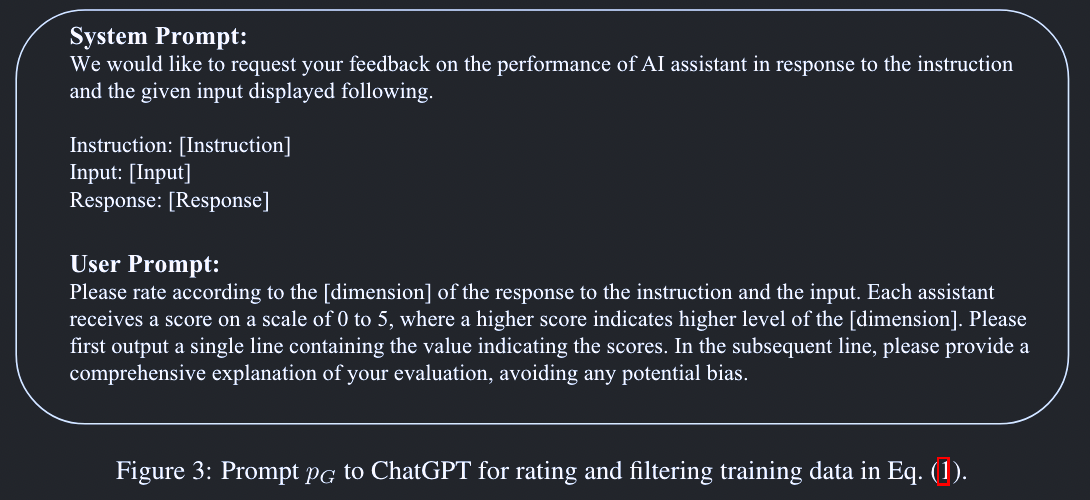 System Prompt:
We would like to request your feedback on the performance of AI assistant in response to the instruction
and the given input displayed following.
Instruction: [Instruction]
Input: [Input]
Response: [Response]
User Prompt:
Please rate according to the [dimension] of the response to the instruction and the input. Each assistant
receives a score on a scale of 0 to 5, where a higher score indicates higher level of the [dimension]. Please
first output a single line containing the value indicating the scores. In the subsequent line, please provide a
comprehensive explanation of your evaluation, avoiding any potential bias.
Figure 3: Prompt p_G to ChatGPT for rating and filtering training data in Eq. (1).